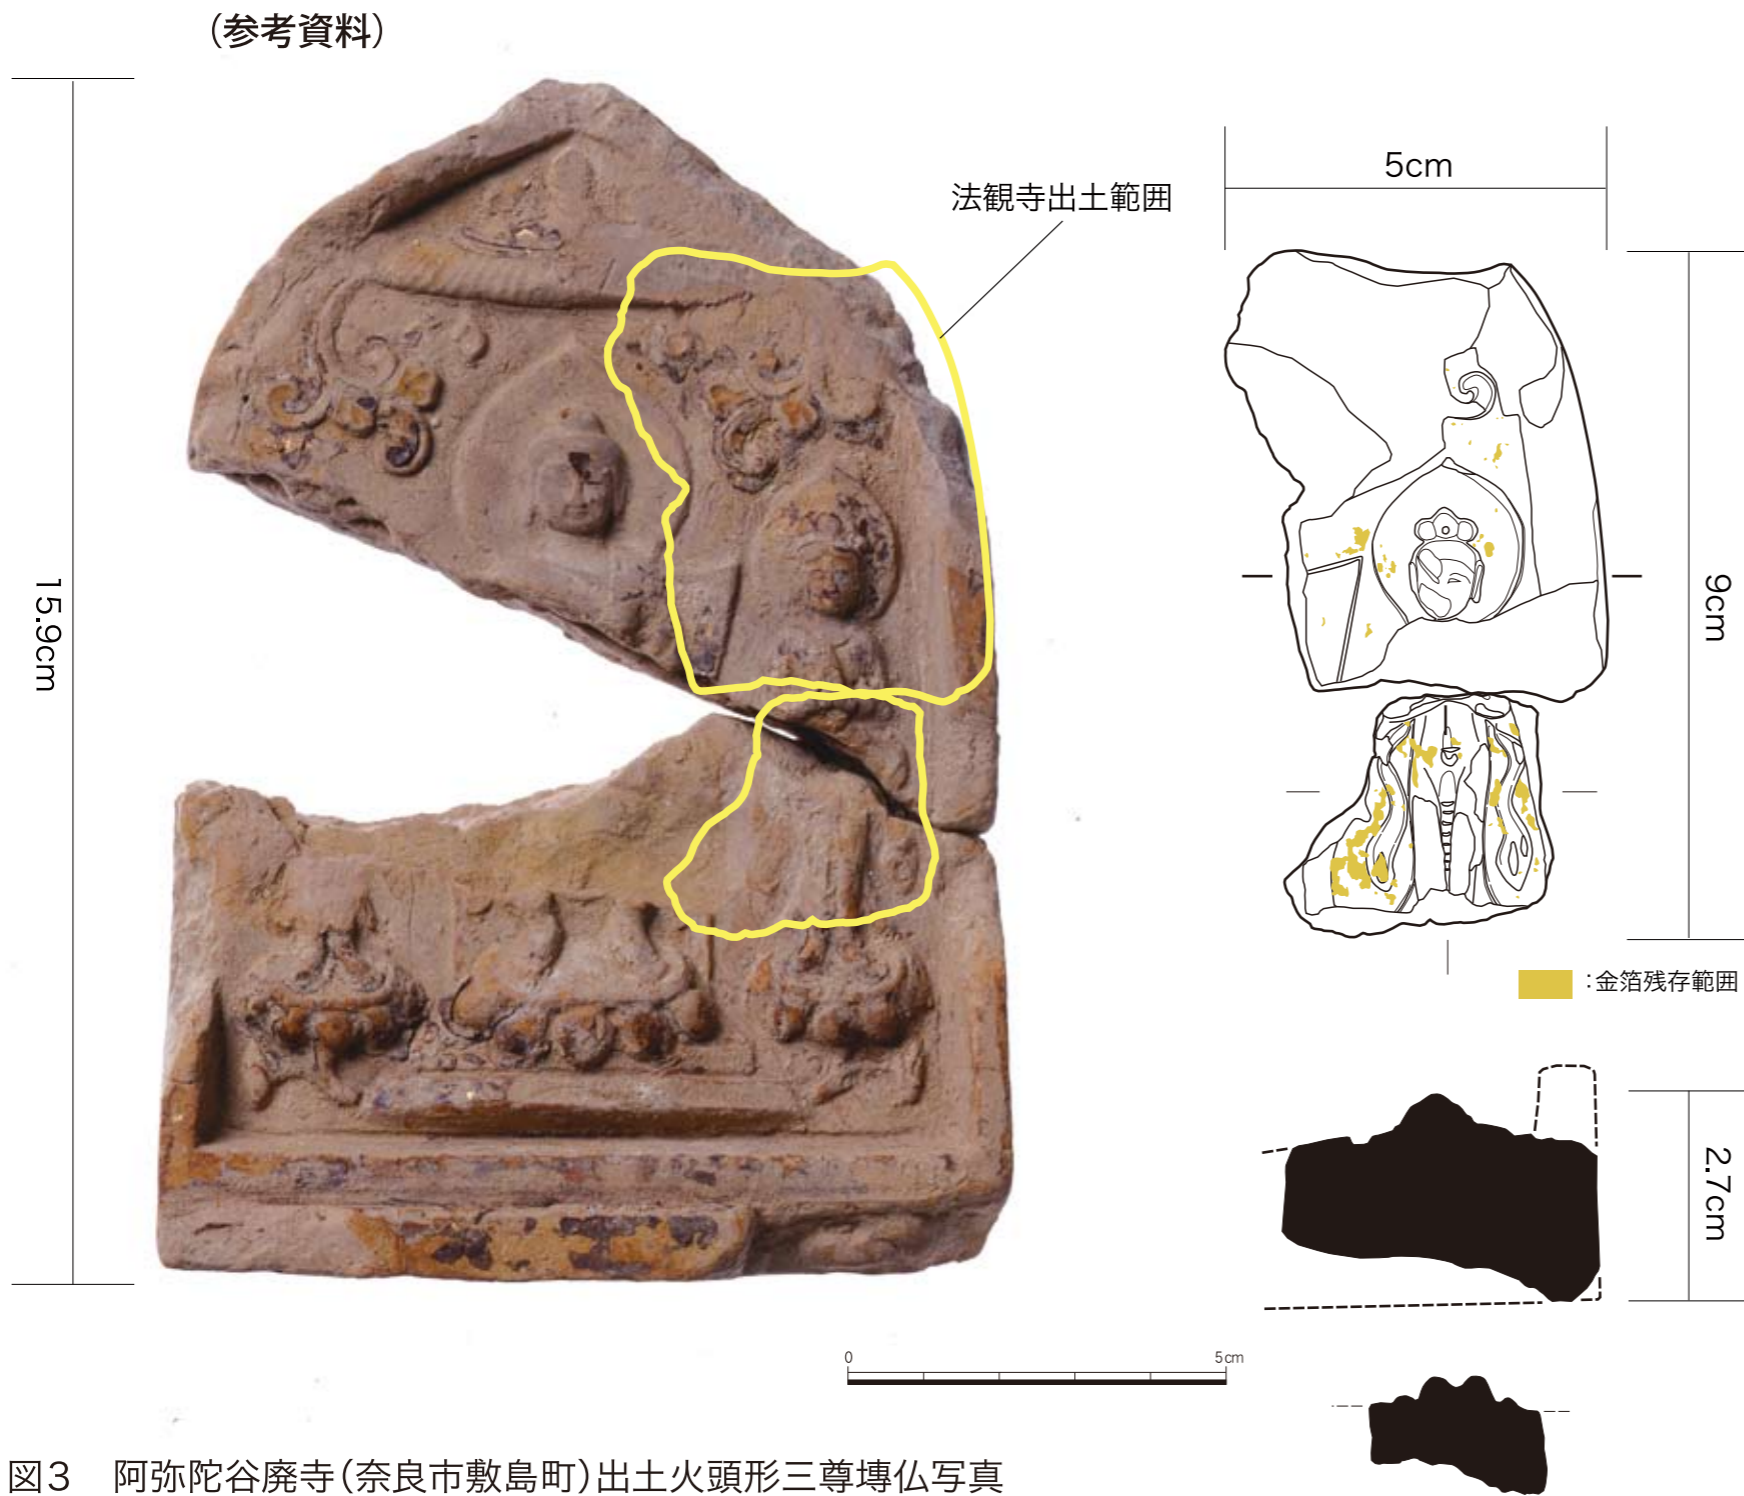 （参考資料）
法観寺出土範囲
5cm
15.9cm
9cm
：金箔残存範囲
2.7cm
0 5cm
図3 阿弥陀谷廃寺（奈良市敷島町）出土火頭形三尊塼仏写真